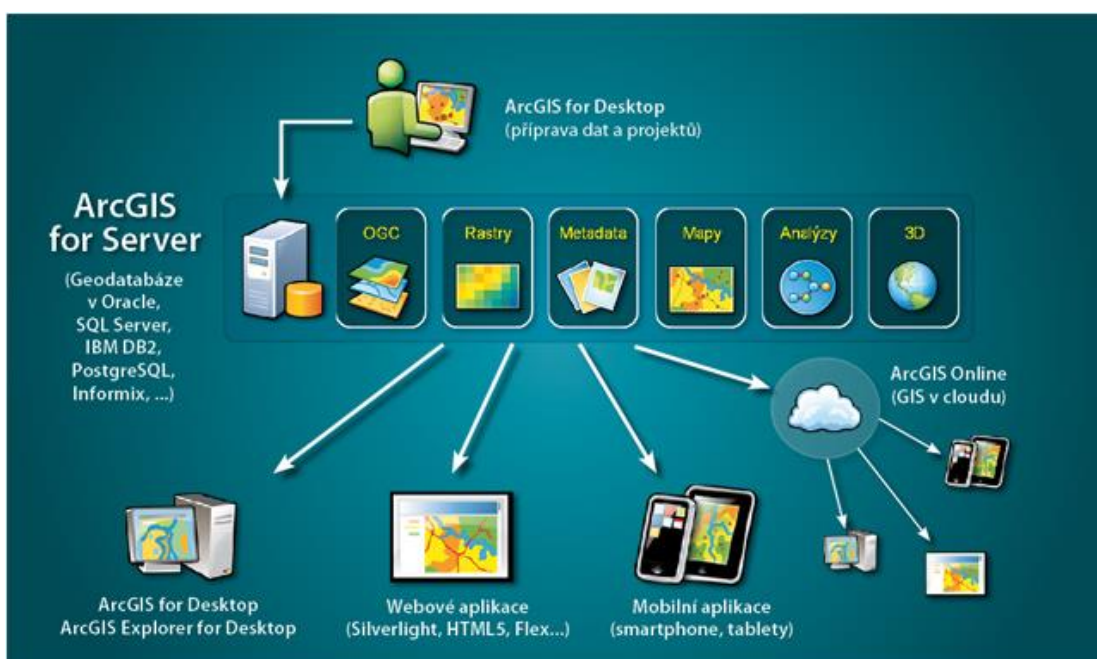 ArcGIS for Desktop
(příprava dat a projektů)
ArcGIS
for Server
(Geodatabáze
v Oracle,
SQL Server,
IBM DB2,
PostgreSQL,
Informix, ...)
OGC
Rastry
Metadata
Mapy
Analýzy
3D
ArcGIS Online
(GIS v cloudu)
ArcGIS for Desktop
ArcGIS Explorer for Desktop
Webové aplikace
(Silverlight, HTML5, Flex...)
Mobilní aplikace
(smartphone, tablety)